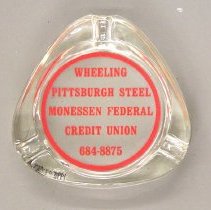 WHEELING
PITTSBURGH STEEL
MONESSEN FEDERAL
CREDIT UNION
684-8875